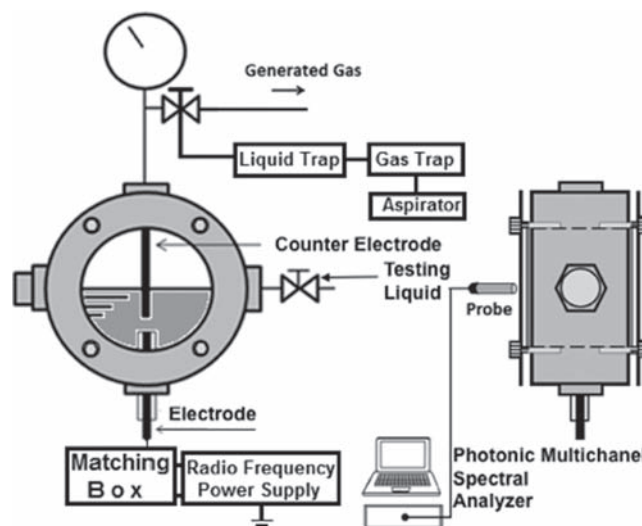 Generated Gas
Liquid Trap
Gas Trap
Aspirator
Counter Electrode
Testing
Liquid
Probe
Electrode
Matching
Box
Radio Frequency
Power Supply
Photonic Multichanel
Spectral
Analyzer